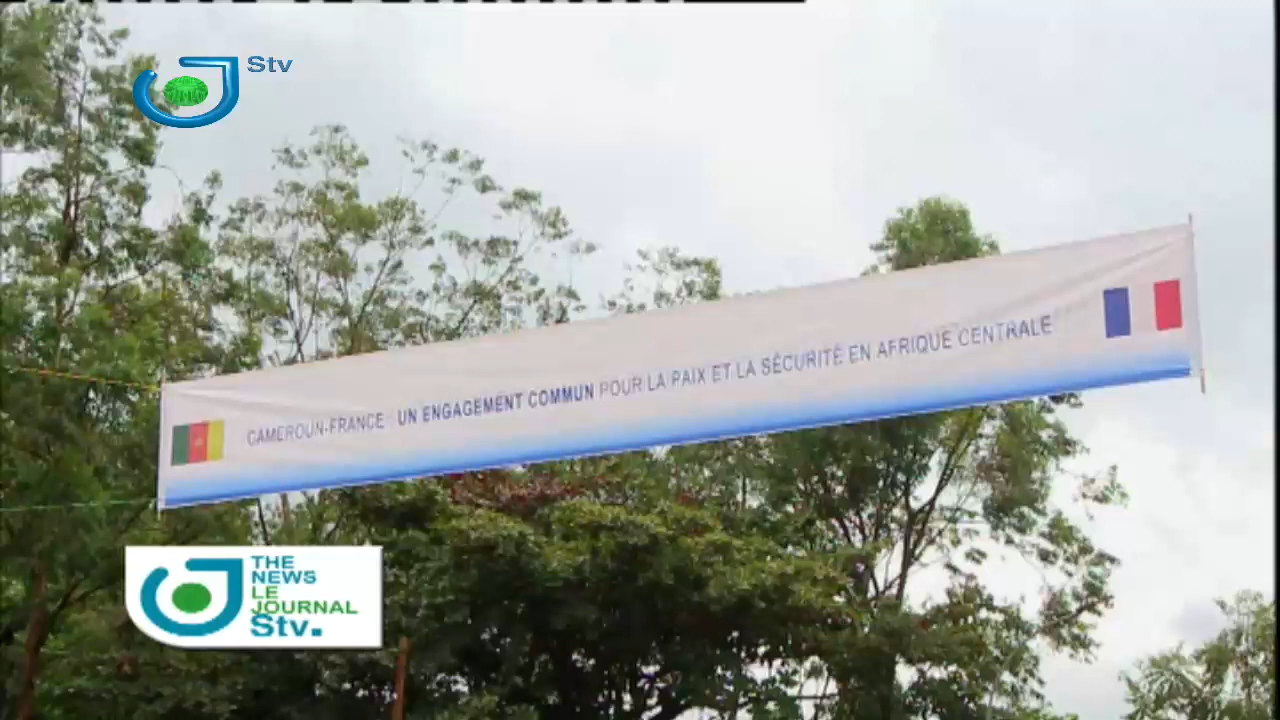 Stv
CAMEROUN-FRANCE UN ENGAGEMENT COMMUN POUR LA PAIX ET LA SÉCURITÉ EN AFRIQUE CENTRALE
THE
NEWS
LE
JOURNAL
Stv.